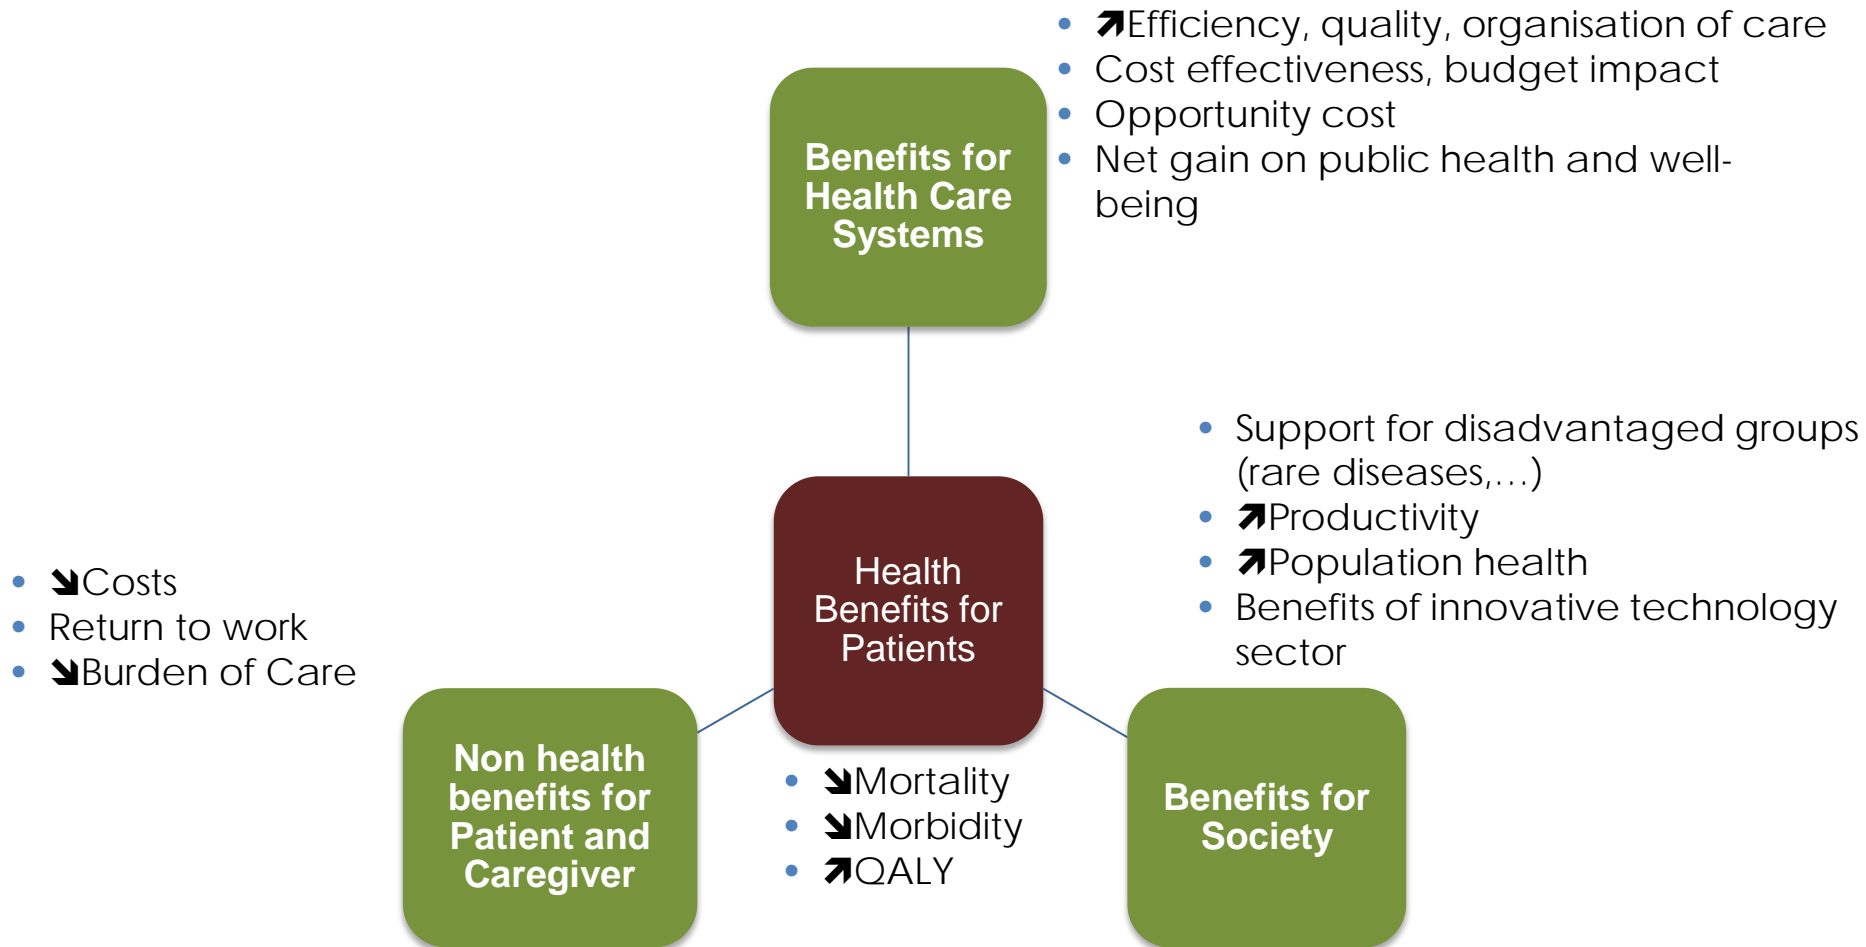 • ➚Efficiency, quality, organisation of care
• Cost effectiveness, budget impact
• Opportunity cost
• Net gain on public health and well-
being
Benefits for
Health Care
Systems
• Support for disadvantaged groups
(rare diseases,…)
• ➚Productivity
• ➚Population health
• Benefits of innovative technology
sector
Health
Benefits for
Patients
• ➘Costs
• Return to work
• ➘Burden of Care
Non health
benefits for
Patient and
Caregiver
• ➘Mortality
• ➘Morbidity
• ➚QALY
Benefits for
Society